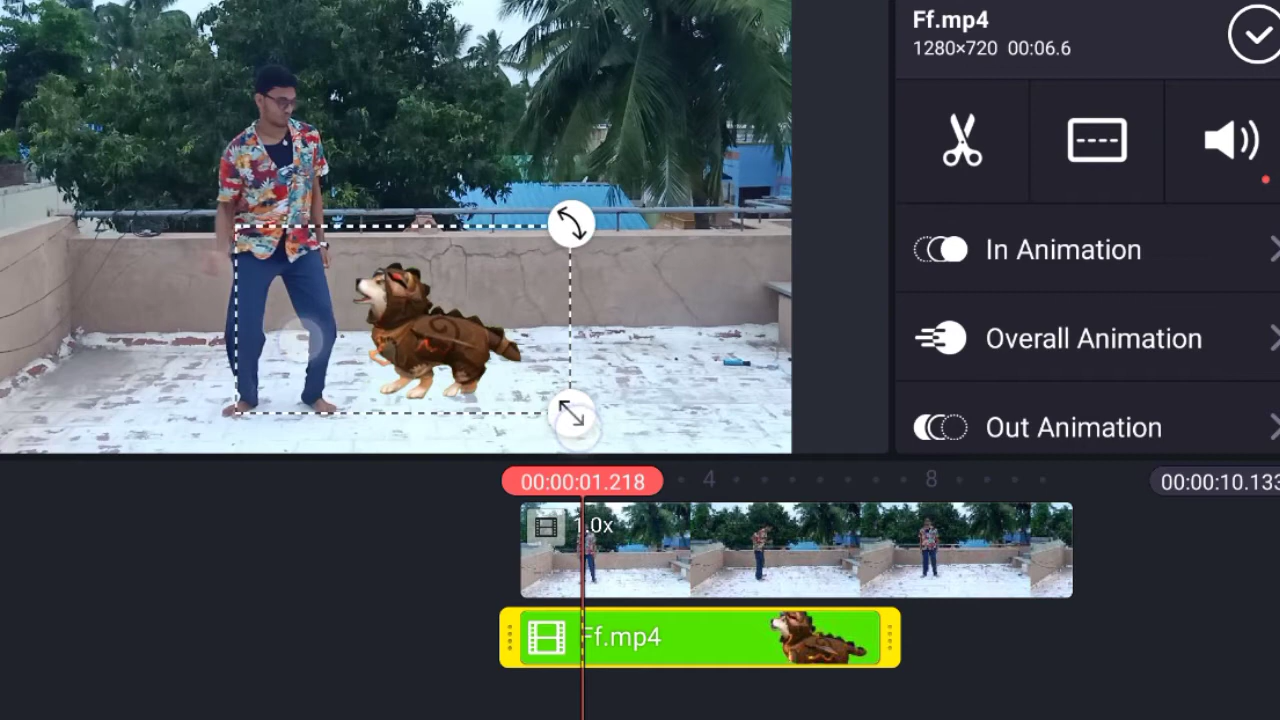 Ff.mp4
1280×720 00:06.6
In Animation
Overall Animation
Out Animation
00:00:01.218
4
8
00:00:10.133
1.0x
Ff.mp4